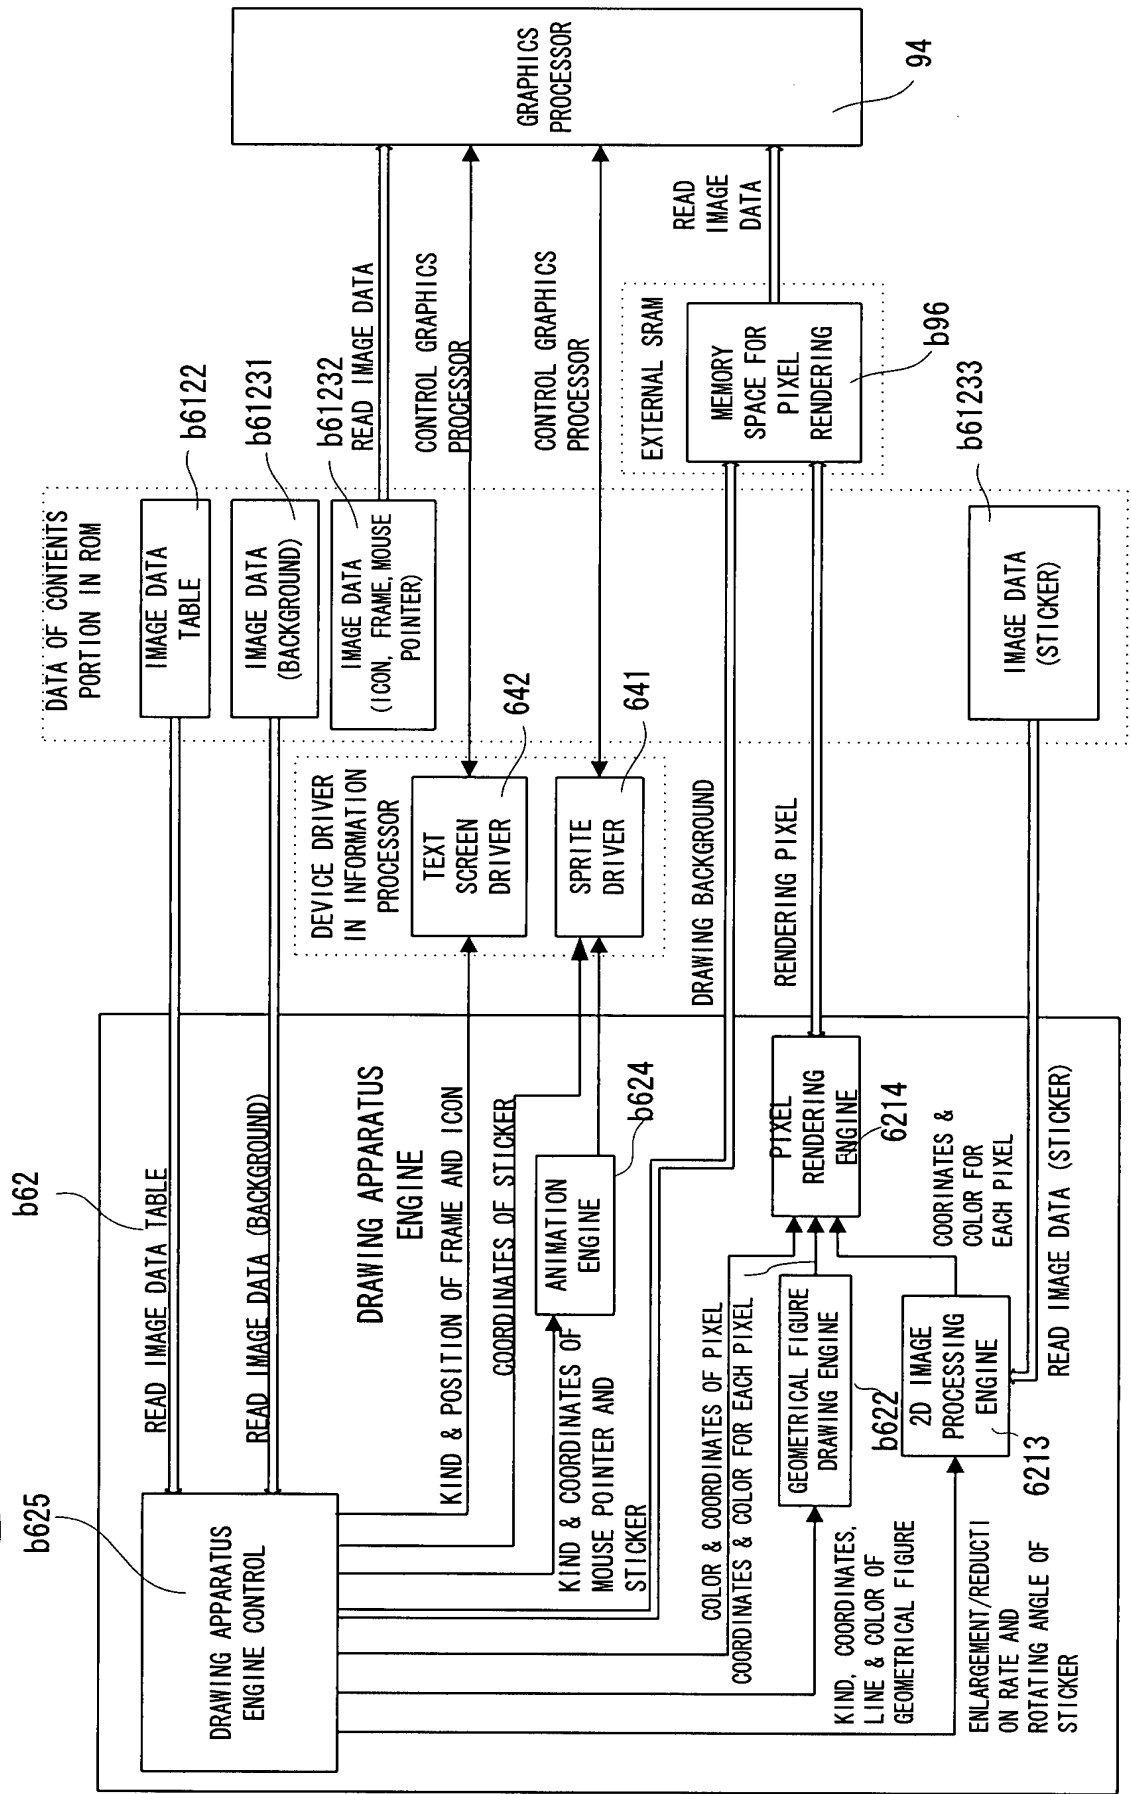 b62
b625
DRAWING APPARATUS
ENGINE CONTROL
READ IMAGE DATA TABLE
READ IMAGE DATA (BACKGROUND)
DRAWING APPARATUS
ENGINE
KIND & POSITION OF FRAME AND ICON
COORDINATES OF STICKER
KIND & COORDINATES OF
MOUSE POINTER AND
STICKER
ANIMATION
ENGINE
b624
COLOR & COORDINATES OF PIXEL
COORDINATES & COLOR FOR EACH PIXEL
KIND, COORDINATES,
LINE & COLOR OF
GEOMETRICAL FIGURE
GEOMETRICAL FIGURE
DRAWING ENGINE
b622
PIXEL
RENDERING
ENGINE
6214
ENLARGEMENT/REDUCTI
ON RATE AND
ROTATING ANGLE OF
STICKER
2D IMAGE
PROCESSING
ENGINE
6213
COORINATES &
COLOR FOR
EACH PIXEL
READ IMAGE DATA (STICKER)
DEVICE DRIVER
IN INFORMATION
PROCESSOR
TEXT
SCREEN
DRIVER
642
SPRITE
DRIVER
641
DRAWING BACKGROUND
RENDERING PIXEL
DATA OF CONTENTS
PORTION IN ROM
IMAGE DATA
TABLE
b6122
IMAGE DATA
(BACKGROUND)
b61231
IMAGE DATA
(ICON, FRAME, MOUSE
POINTER)
b61232
IMAGE DATA
(STICKER)
b61233
READ IMAGE DATA
CONTROL GRAPHICS
PROCESSOR
CONTROL GRAPHICS
PROCESSOR
EXTERNAL SRAM
MEMORY
SPACE FOR
PIXEL
RENDERING
b96
READ
IMAGE
DATA
GRAPHICS
PROCESSOR
94